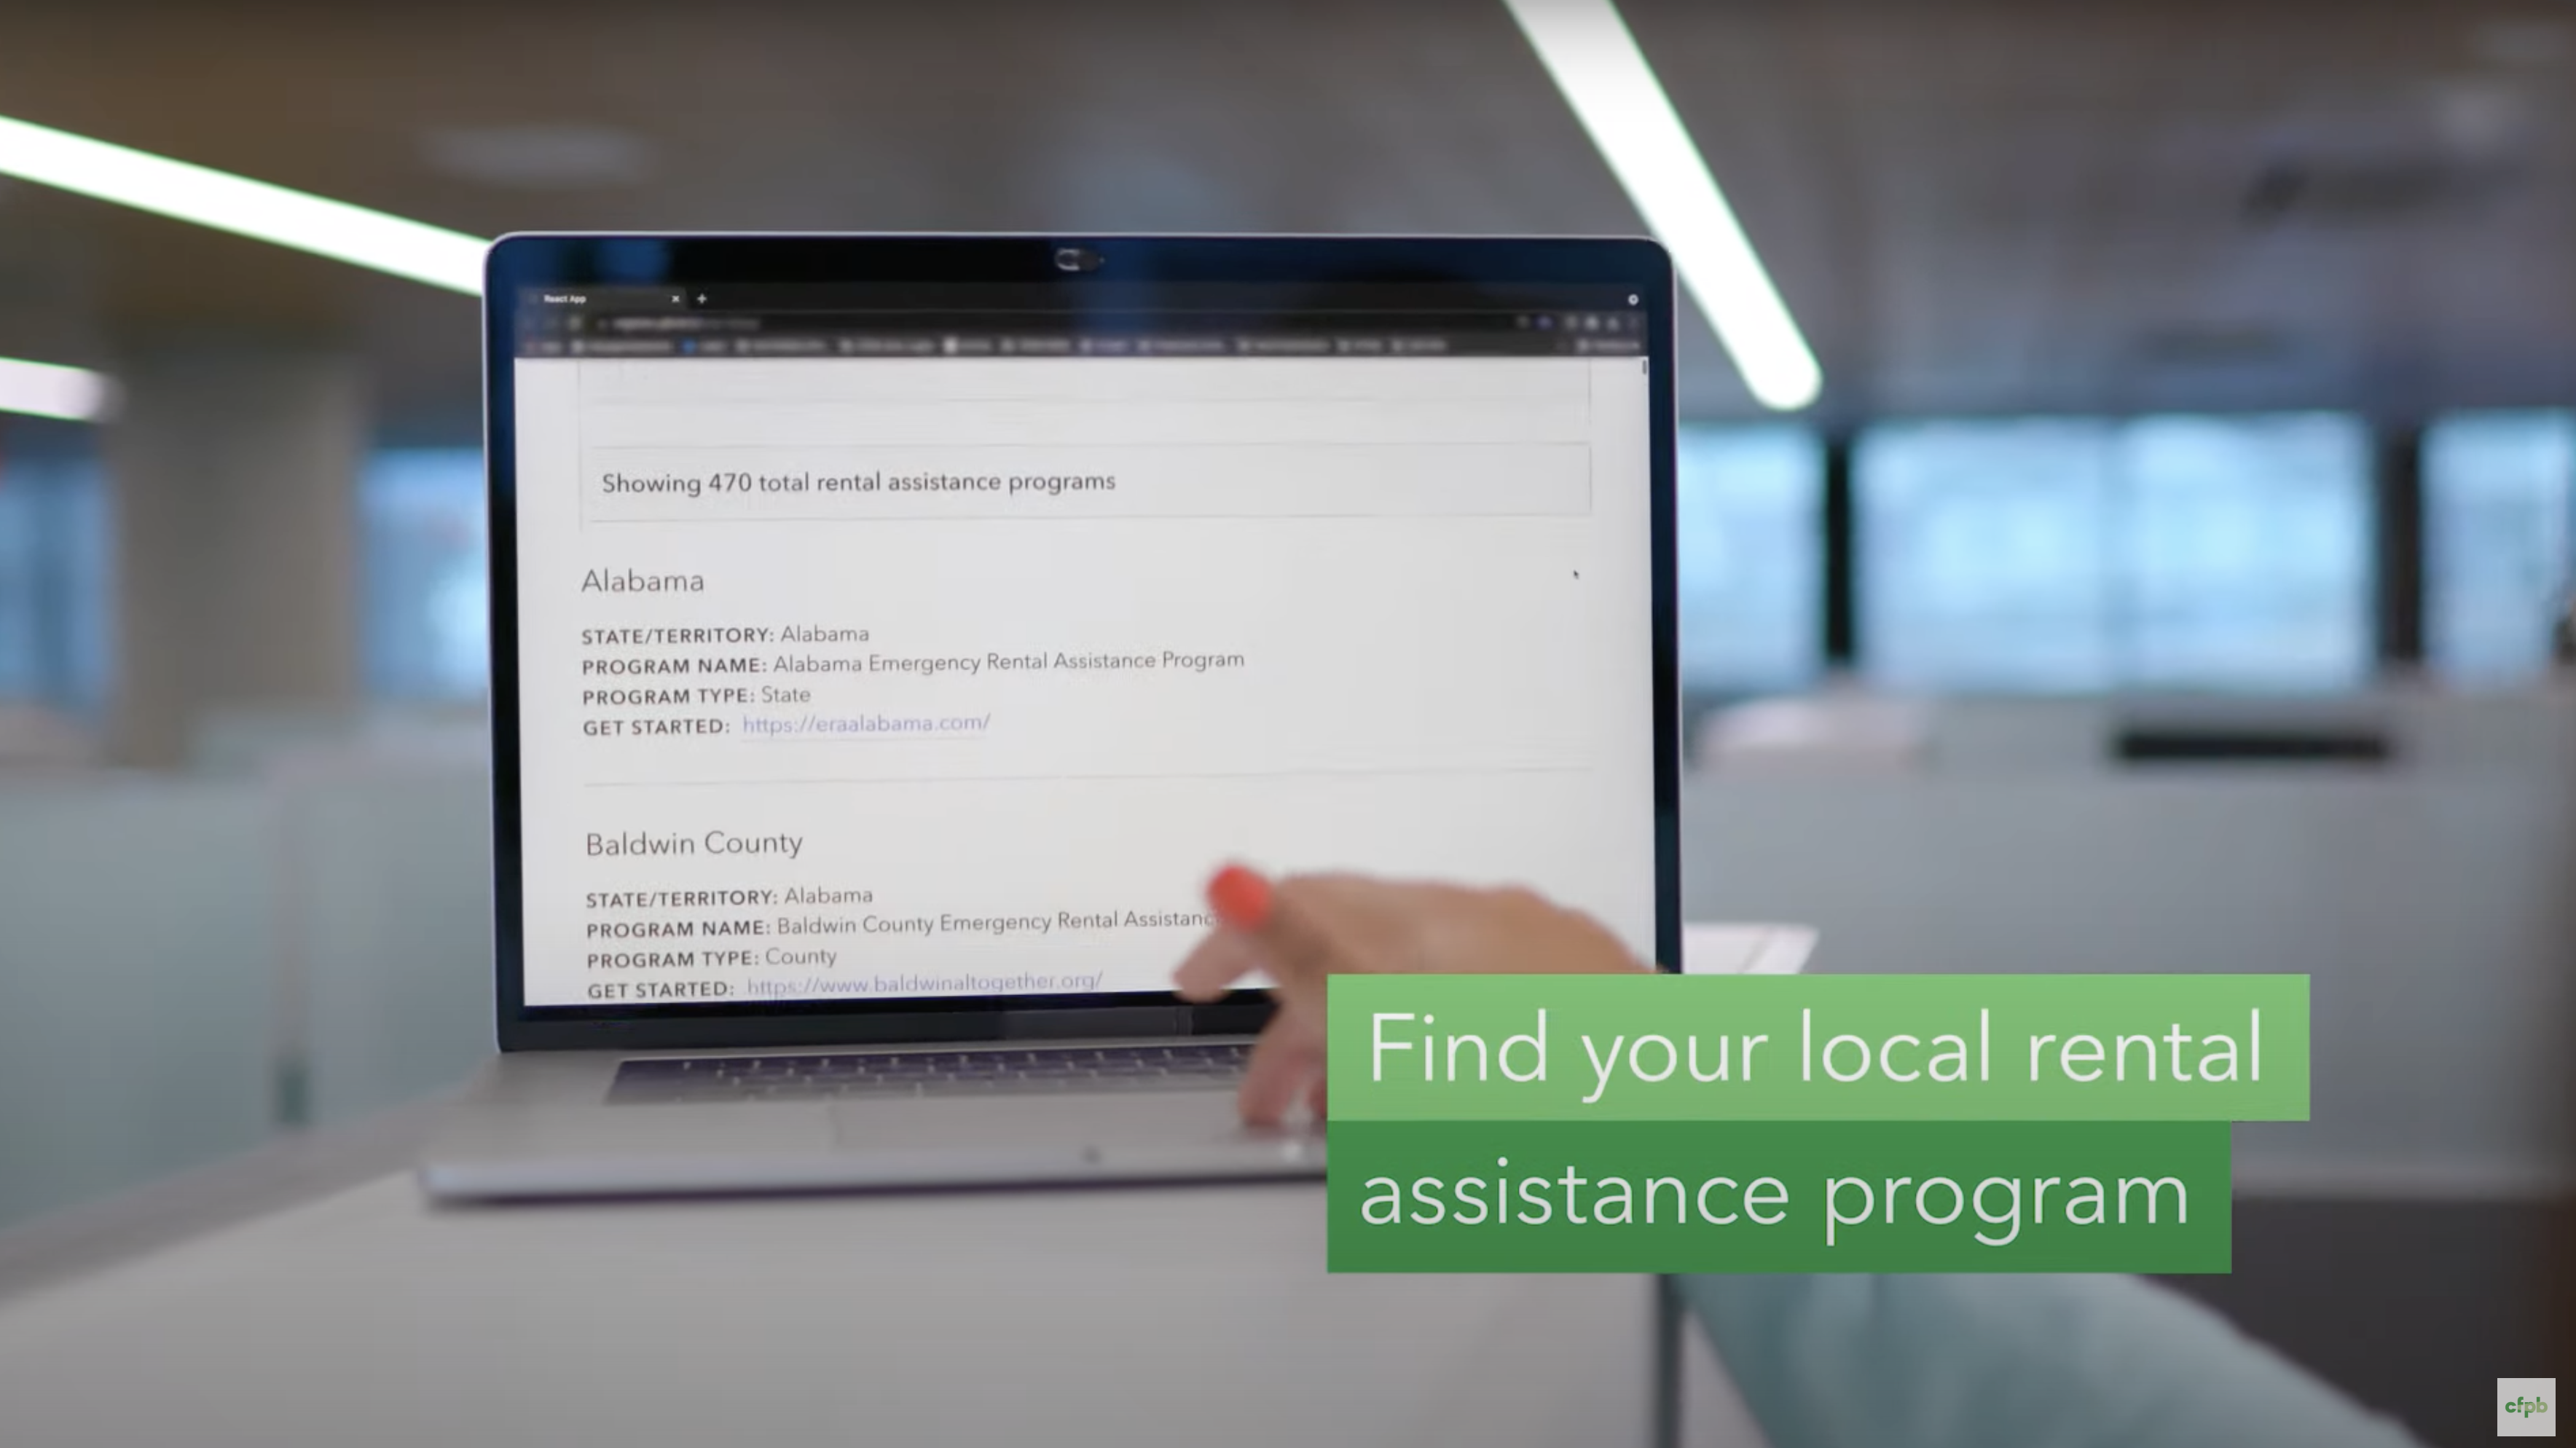 React App
Showing 470 total rental assistance programs
Alabama
STATE/TERRITORY: Alabama
PROGRAM NAME: Alabama Emergency Rental Assistance Program
PROGRAM TYPE: State
GET STARTED: https://eraalabama.com/
Baldwin County
STATE/TERRITORY: Alabama
PROGRAM NAME: Baldwin County Emergency Rental
PROGRAM TYPE: County
GET STARTED: https://www.baldwinaltogether.org/
Find your local rental
assistance program
cfpb